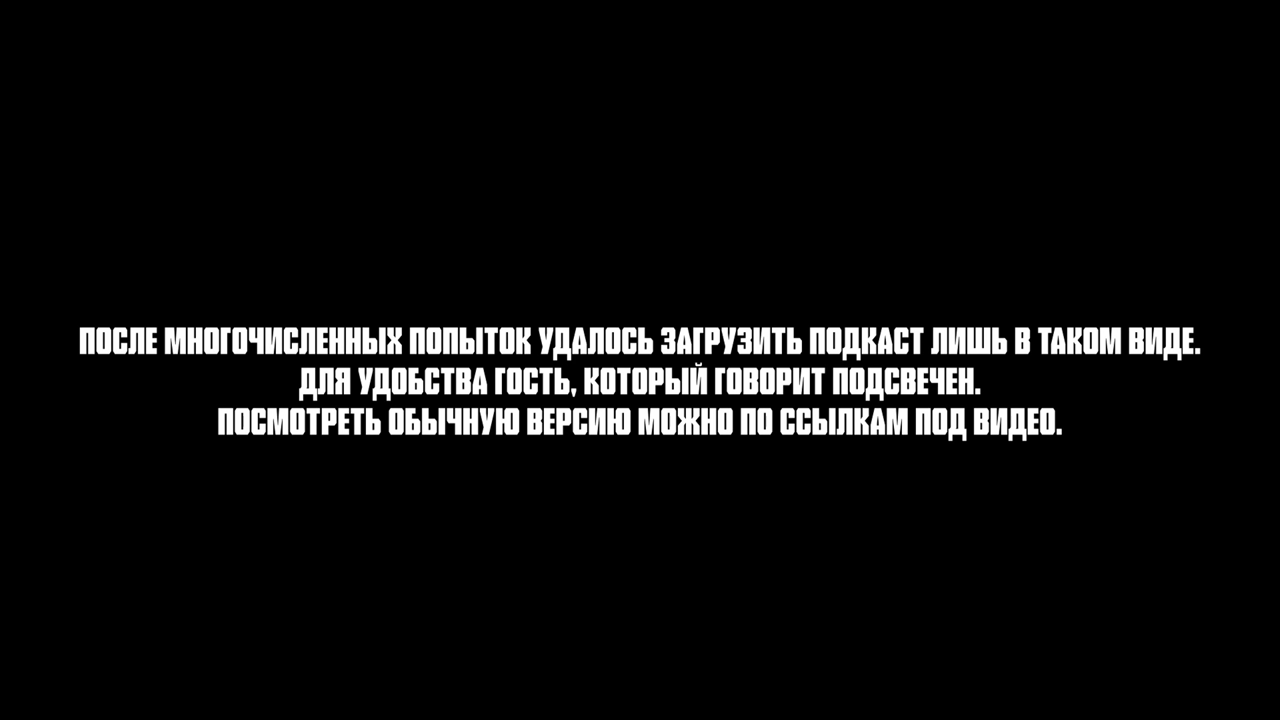 ПОСЛЕ МНОГОЧИСЛЕННЫХ ПОПЫТОК УДАЛОСЬ ЗАГРУЗИТЬ ПОДКАСТ ЛИШЬ В ТАКОМ ВИДЕ.
ДЛЯ УДОБСТВА ГОСТЬ, КОТОРЫЙ ГОВОРИТ ПОДСВЕЧЕН.
ПОСМОТРЕТЬ ОБЫЧНУЮ ВЕРСИЮ МОЖНО ПО ССЫЛКАМ ПОД ВИДЕО.